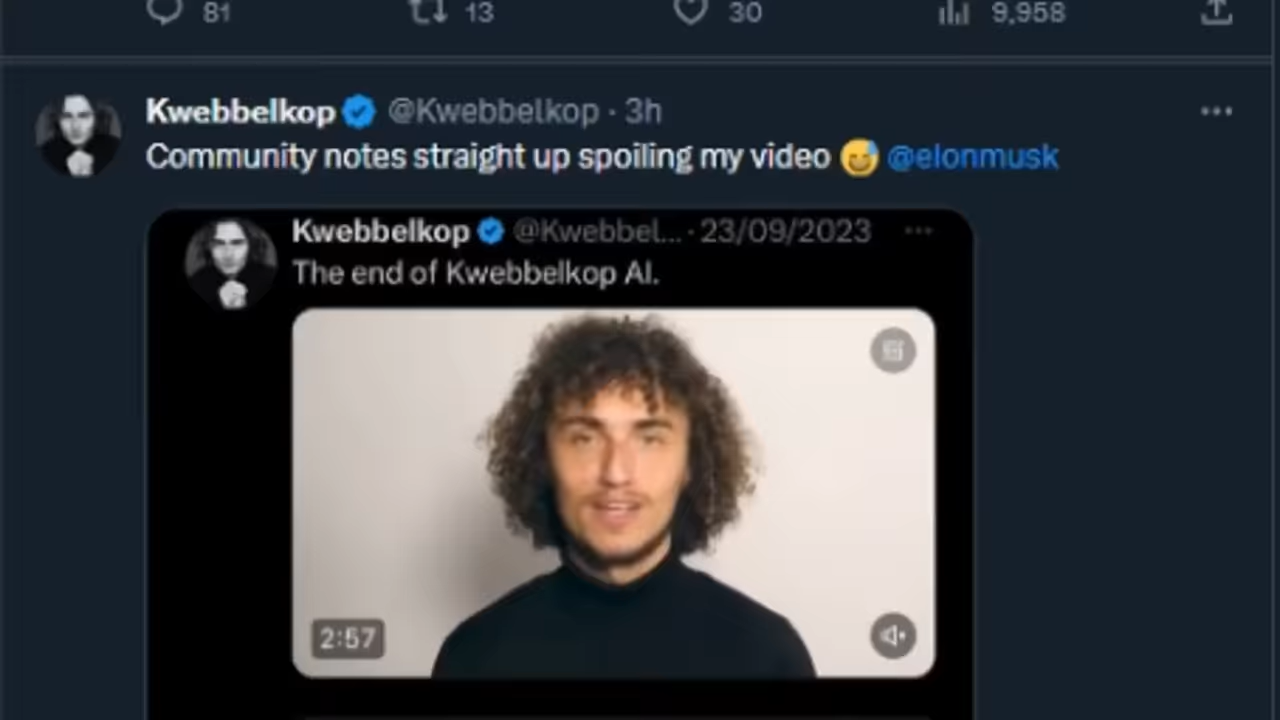 81 13 30 9,958
Kwebbelkop @Kwebbelkop · 3h
Community notes straight up spoiling my video 😅 @elonmusk
Kwebbelkop @Kwebbel... · 23/09/2023
The end of Kwebbelkop AI.
2:57